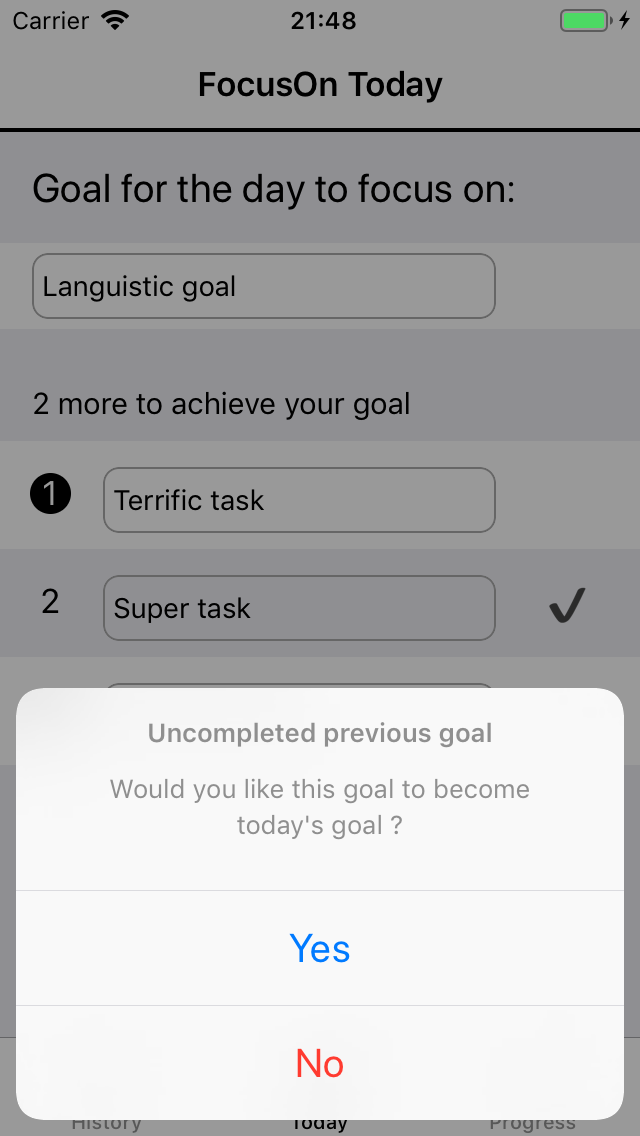 Carrier 21:48
FocusOn Today
Goal for the day to focus on:
Languistic goal
2 more to achieve your goal
1 Terrific task
2 Super task
Uncompleted previous goal
Would you like this goal to become
today's goal ?
Yes
No
History Today Progress